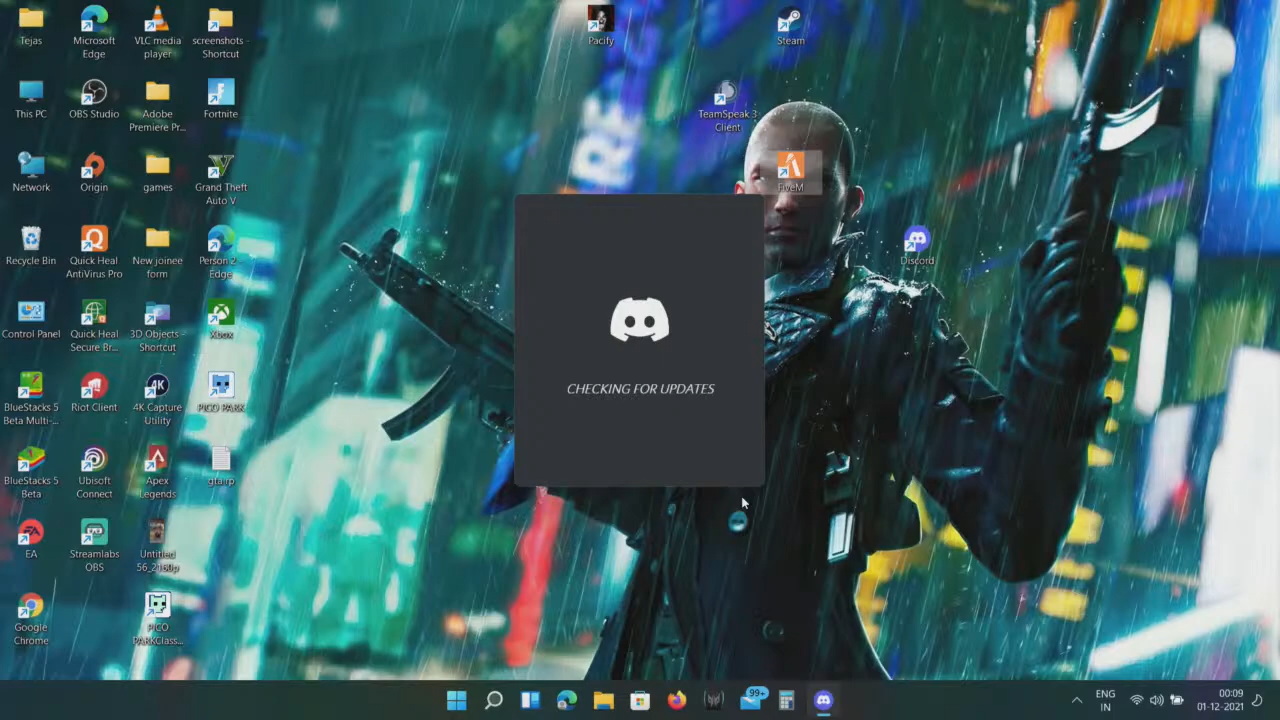 Tejas
Microsoft
Edge
VLC media
player
screenshots -
Shortcut
Pacify
Steam
This PC
OBS Studio
Adobe
Premiere Pr...
Fortnite
TeamSpeak 3
Client
Network
Origin
games
Grand Theft
Auto V
FiveM
Recycle Bin
Quick Heal
AntiVirus Pro
New joinee
form
Person 2 -
Edge
Discord
Control Panel
Quick Heal
Secure Br...
3D Objects -
Shortcut
Xbox
CHECKING FOR UPDATES
BlueStacks 5
Beta Multi-...
Riot Client
4K Capture
Utility
PICO PARK
BlueStacks 5
Beta
Ubisoft
Connect
Apex
Legends
gtairp
EA
Streamlabs
OBS
Untitled
56_2160p
Google
Chrome
PICO
PARKClass...
99+
ENG
IN
00:09
01-12-2021